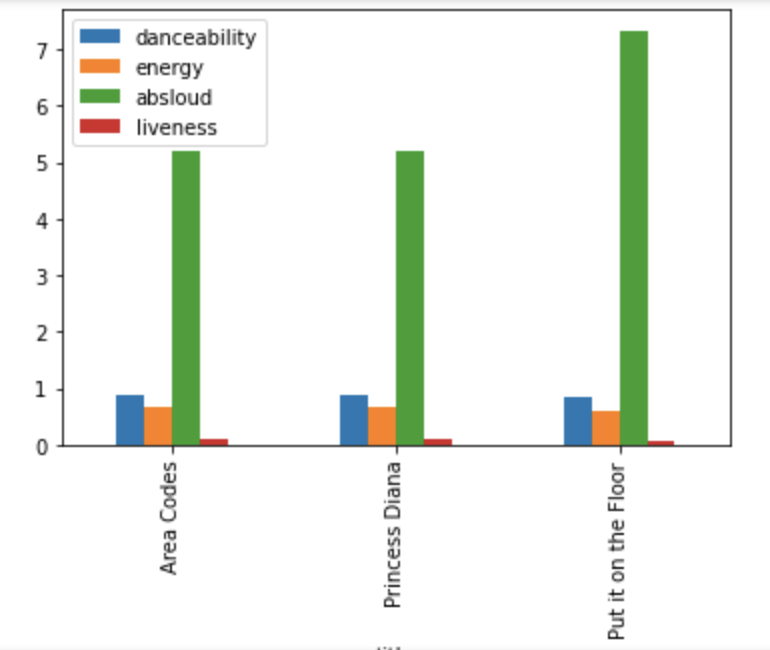 danceability
energy
absloud
liveness
7
6
5
4
3
2
1
0
Area Codes
Princess Diana
Put it on the Floor